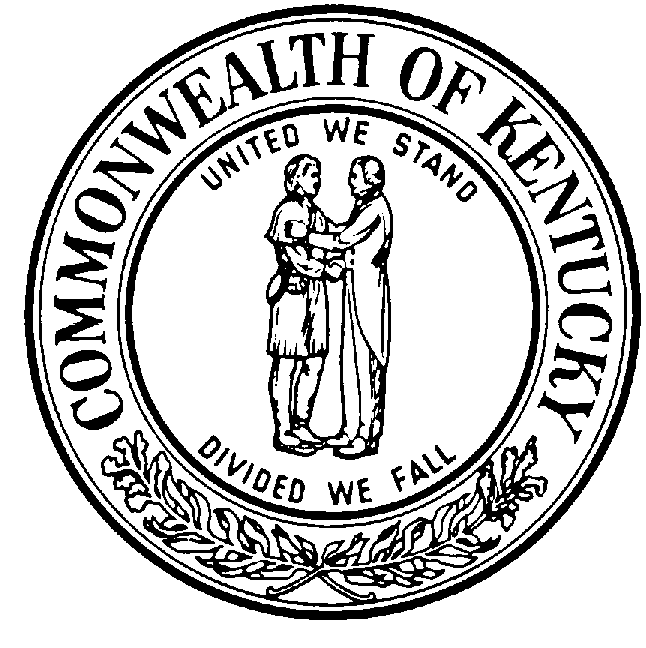 COMMONWEALTH OF KENTUCKY
UNITED WE STAND
DIVIDED WE FALL